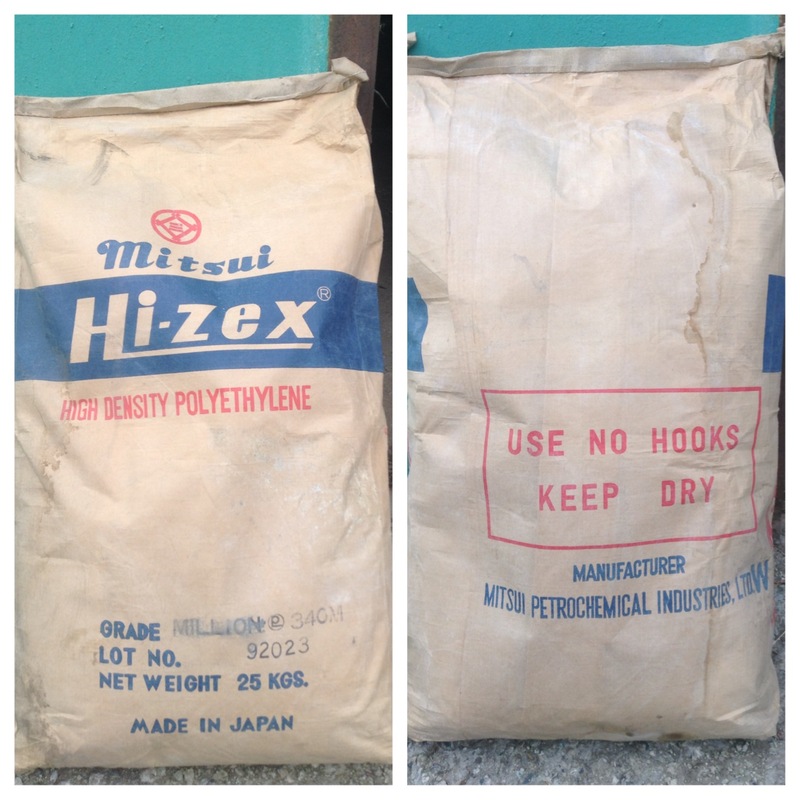 Mitsui
Hi-zex®
HIGH DENSITY POLYETHYLENE
GRADE MILLION 340M
LOT NO. 92023
NET WEIGHT 25 KGS.
MADE IN JAPAN
USE NO HOOKS
KEEP DRY
MANUFACTURER
MITSUI PETROCHEMICAL INDUSTRIES, LTD.
W